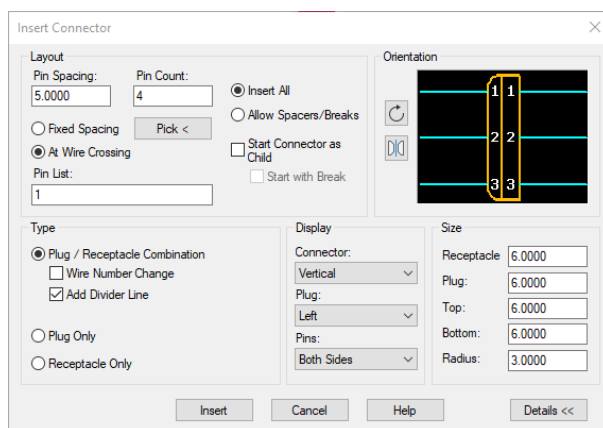 Insert Connector
Layout
Pin Spacing:
Pin Count:
5.0000
4
Fixed Spacing
Pick <
At Wire Crossing
Pin List:
1
Insert All
Allow Spacers/Breaks
Start Connector as
Child
Start with Break
Orientation
1 1
2 2
3 3
Type
Plug / Receptacle Combination
Wire Number Change
Add Divider Line
Plug Only
Receptacle Only
Display
Connector:
Vertical
Plug:
Left
Pins:
Both Sides
Size
Receptacle 6.0000
Plug: 6.0000
Top: 6.0000
Bottom: 6.0000
Radius: 3.0000
Insert
Cancel
Help
Details <<